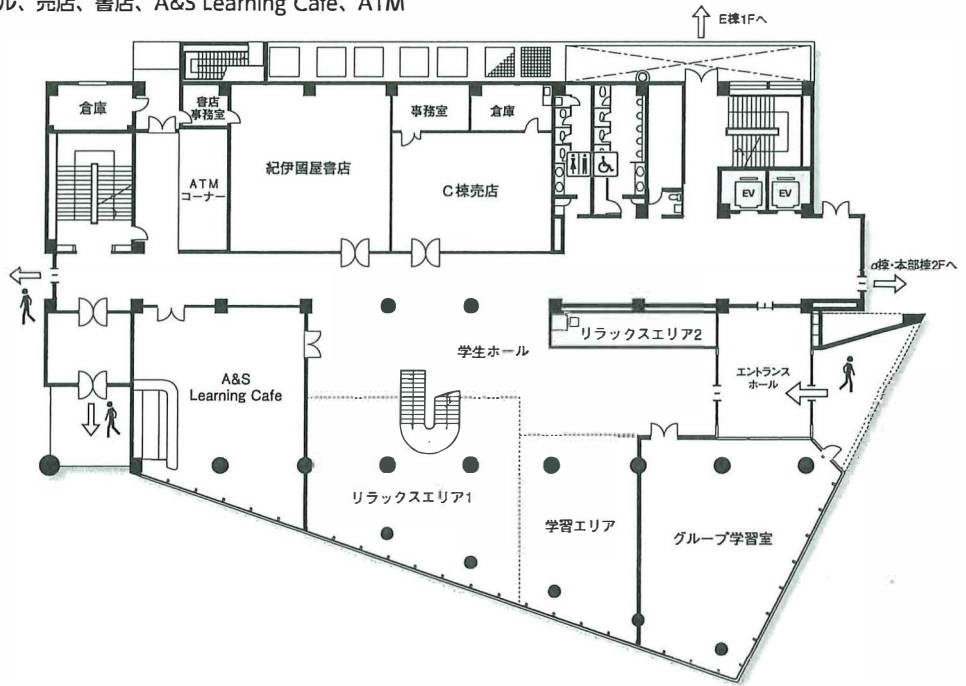 ル、売店、書店、A&S Learning Cafe、ATM
E棟1Fへ
倉庫
書店
事務室
事務室
倉庫
ATM
コーナー
紀伊國屋書店
C棟売店
EV
EV
α棟・本部棟2Fへ
学生ホール
リラックスエリア2
エントランス
ホール
A&S
Learning Cafe
リラックスエリア1
学習エリア
グループ学習室